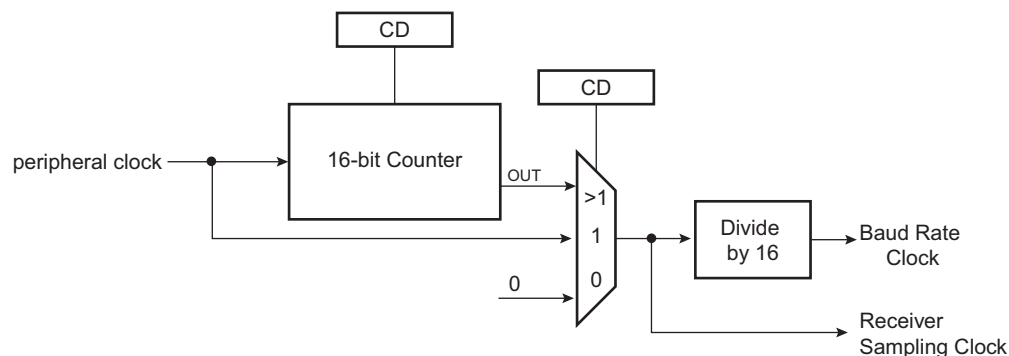 CD
CD
peripheral clock
16-bit Counter
OUT
>1
1
0
0
Divide
by 16
Baud Rate
Clock
Receiver
Sampling Clock